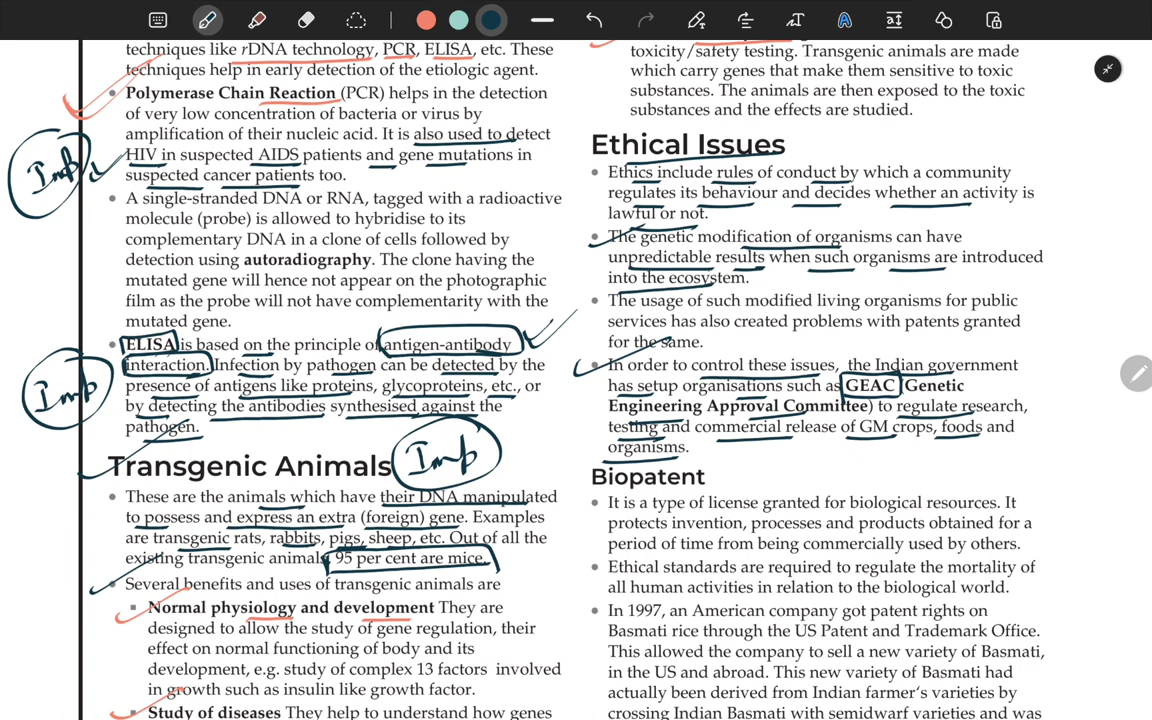 techniques like rDNA technology, PCR, ELISA, etc. These
techniques help in early detection of the etiologic agent.
• Polymerase Chain Reaction (PCR) helps in the detection
of very low concentration of bacteria or virus by
amplification of their nucleic acid. It is also used to detect
HIV in suspected AIDS patients and gene mutations in
suspected cancer patients too.
Imp
• A single-stranded DNA or RNA, tagged with a radioactive
molecule (probe) is allowed to hybridise to its
complementary DNA in a clone of cells followed by
detection using autoradiography. The clone having the
mutated gene will hence not appear on the photographic
film as the probe will not have complementarity with the
mutated gene.
• ELISA is based on the principle of antigen-antibody
interaction. Infection by pathogen can be detected by the
presence of antigens like proteins, glycoproteins, etc., or
by detecting the antibodies synthesised against the
pathogen.
Imp
Transgenic Animals
Imp
• These are the animals which have their DNA manipulated
to possess and express an extra (foreign) gene. Examples
are transgenic rats, rabbits, pigs, sheep, etc. Out of all the
existing transgenic animals, 95 per cent are mice.
• Several benefits and uses of transgenic animals are
▪ Normal physiology and development They are
designed to allow the study of gene regulation, their
effect on normal functioning of body and its
development, e.g. study of complex 13 factors involved
in growth such as insulin like growth factor.
▪ Study of diseases They help to understand how genes
toxicity/safety testing. Transgenic animals are made
which carry genes that make them sensitive to toxic
substances. The animals are then exposed to the toxic
substances and the effects are studied.
Ethical Issues
• Ethics include rules of conduct by which a community
regulates its behaviour and decides whether an activity is
lawful or not.
• The genetic modification of organisms can have
unpredictable results when such organisms are introduced
into the ecosystem.
• The usage of such modified living organisms for public
services has also created problems with patents granted
for the same.
• In order to control these issues, the Indian government
has setup organisations such as GEAC (Genetic
Engineering Approval Committee) to regulate research,
testing and commercial release of GM crops, foods and
organisms.
Biopatent
• It is a type of license granted for biological resources. It
protects invention, processes and products obtained for a
period of time from being commercially used by others.
• Ethical standards are required to regulate the mortality of
all human activities in relation to the biological world.
• In 1997, an American company got patent rights on
Basmati rice through the US Patent and Trademark Office.
This allowed the company to sell a new variety of Basmati,
in the US and abroad. This new variety of Basmati had
actually been derived from Indian farmer's varieties by
crossing Indian Basmati with semidwarf varieties and was